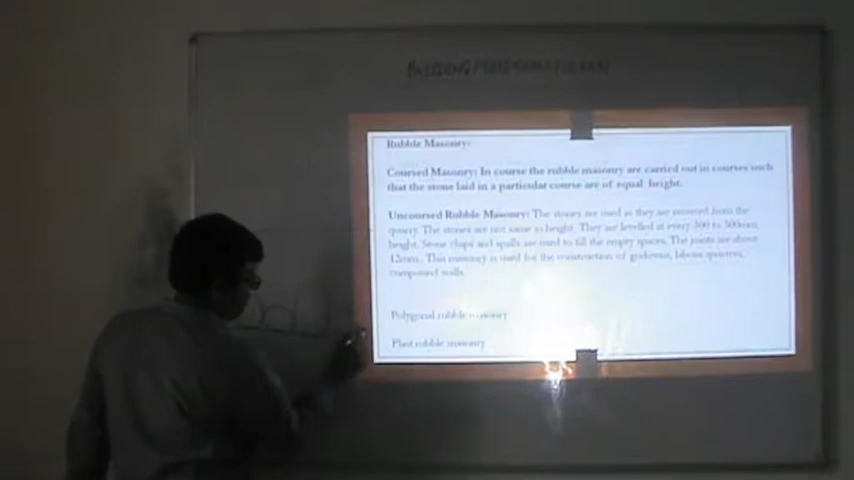 Rubble Masonry:
Coursed Masonry: In course the rubble masonry are carried out in courses such
that the stone laid in a particular course are of equal height.
Uncoursed Rubble Masonry: The stones are used as they are received from the
quarry. The stones are not same in height. They are levelled at every 300 to 500mm,
height. Stone chips and spalls are used to fill the empty spaces. The joints are about
12mm. This masonry is used for the construction of godowns, labour quarters,
compound walls.
Polygonal rubble masonry
Flint rubble masonry